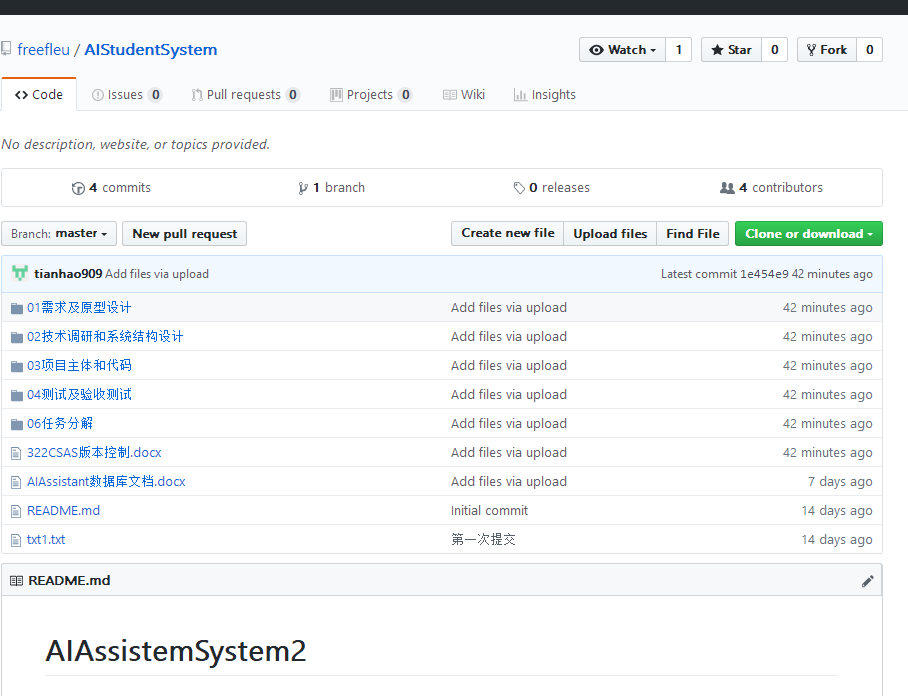 freefleu / AIStudentSystem
Watch 1 Star 0 Fork 0
Code Issues 0 Pull requests 0 Projects 0 Wiki Insights
No description, website, or topics provided.
4 commits 1 branch 0 releases 4 contributors
Branch: master New pull request Create new file Upload files Find File Clone or download
tianhao909 Add files via upload Latest commit 1e454e9 42 minutes ago
01需求及原型设计 Add files via upload 42 minutes ago
02技术调研和系统结构设计 Add files via upload 42 minutes ago
03项目主体和代码 Add files via upload 42 minutes ago
04测试及验收测试 Add files via upload 42 minutes ago
06任务分解 Add files via upload 42 minutes ago
322CSAS版本控制.docx Add files via upload 42 minutes ago
AIAssistant数据库文档.docx Add files via upload 7 days ago
README.md Initial commit 14 days ago
txt1.txt 第一次提交 14 days ago
README.md
AIAssistemSystem2